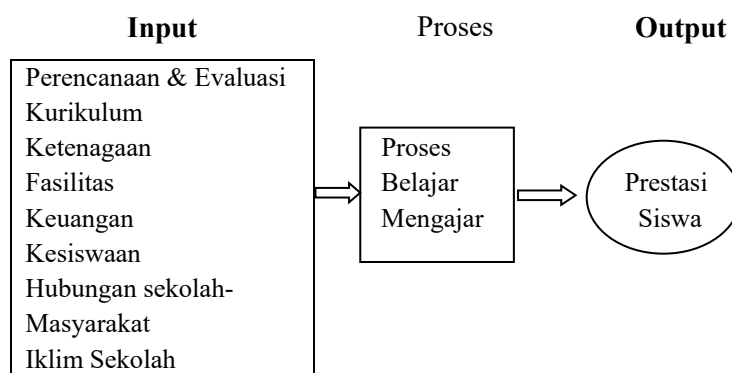 Input
Proses
Output
Perencanaan & Evaluasi
Kurikulum
Ketenagaan
Fasilitas
Keuangan
Kesiswaan
Hubungan sekolah-
Masyarakat
Iklim Sekolah
Proses
Belajar
Mengajar
Prestasi
Siswa